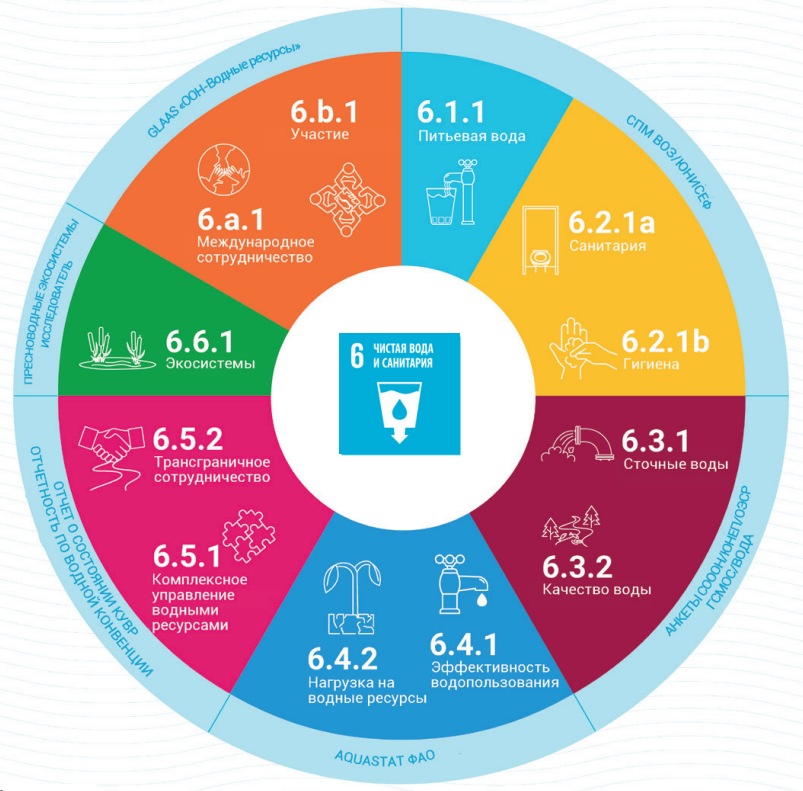 GLAAS «ООН-Водные ресурсы»
6.b.1
Участие
6.a.1
Международное
сотрудничество
6.1.1
Питьевая вода
СПМ ВОЗ/ЮНИСЕФ
6.2.1a
Санитария
6.2.1b
Гигиена
6.3.1
Сточные воды
6.3.2
Качество воды
АНКЕТЫ СОООН/ЮНЕП/ОЭСР
ГСМОС/ВОДА
6.4.1
Эффективность
водопользования
6.4.2
Нагрузка на
водные ресурсы
AQUASTAT ФАО
6.5.1
Комплексное
управление
водными
ресурсами
6.5.2
Трансграничное
сотрудничество
ОТЧЕТ О СОСТОЯНИИ КУВР
ОТЧЕТНОСТЬ ПО ВОДНОЙ КОНВЕНЦИИ
6.6.1
Экосистемы
ПРЕСНОВОДНЫЕ ЭКОСИСТЕМЫ
ИССЛЕДОВАТЕЛЬ
6 ЧИСТАЯ ВОДА
И САНИТАРИЯ